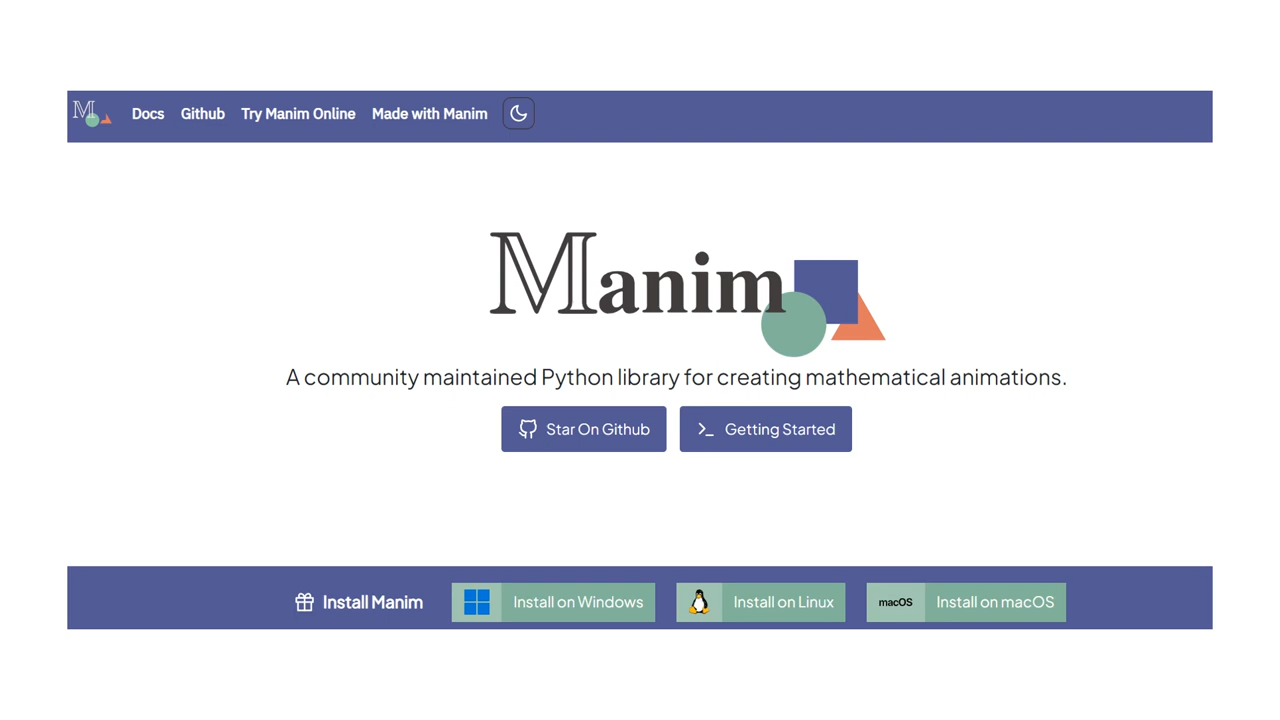 M
Docs Github Try Manim Online Made with Manim
Manim
A community maintained Python library for creating mathematical animations.
Star On Github Getting Started
Install Manim Install on Windows Install on Linux macOS Install on macOS